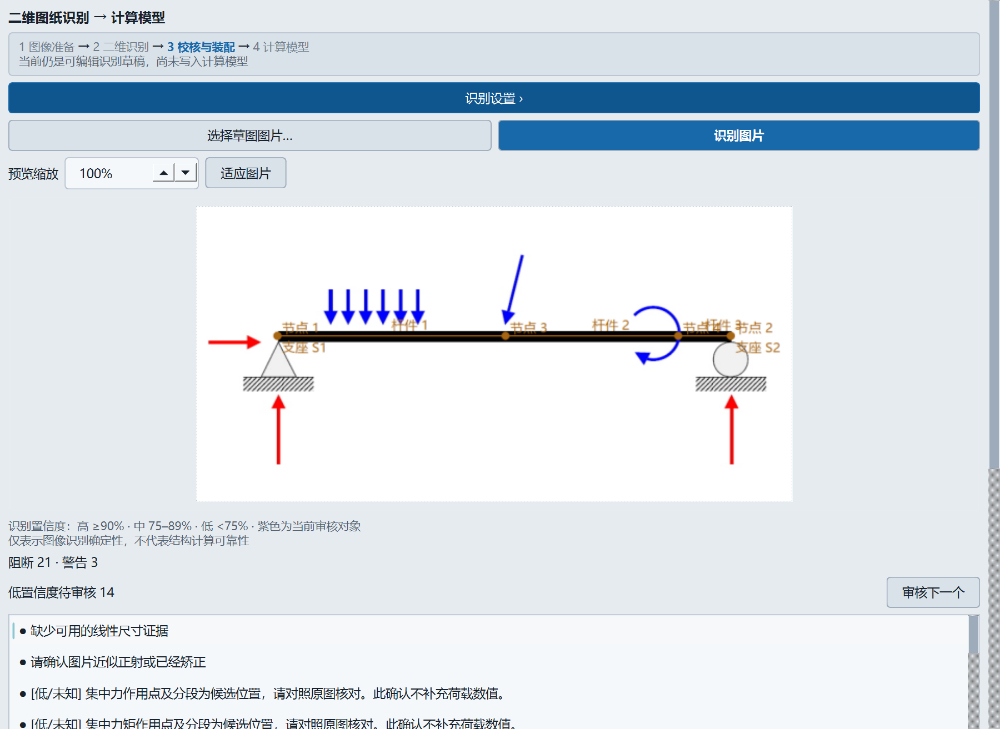 二维图纸识别 → 计算模型
1 图像准备 → 2 二维识别 → 3 校核与装配 → 4 计算模型
当前仍是可编辑识别草稿，尚未写入计算模型
识别设置 ›
选择草图图片...
识别图片
预览缩放 100% 适应图片
节点 1 杆件 1 节点 3 杆件 2 节点 4 杆件 3 节点 2
支座 S1 支座 S2
识别置信度：高 ≥90% · 中 75–89% · 低 <75% · 紫色为当前审核对象
仅表示图像识别确定性，不代表结构计算可靠性
阻断 21 · 警告 3
低置信度待审核 14
审核下一个
● 缺少可用的线性尺寸证据
● 请确认图片近似正射或已经矫正
● [低/未知] 集中力作用点及分段为候选位置，请对照原图核对。此确认不补充荷载数值。
● [低/未知] 集中力矩作用点及分段为候选位置，请对照原图核对。此确认不补充荷载数值。